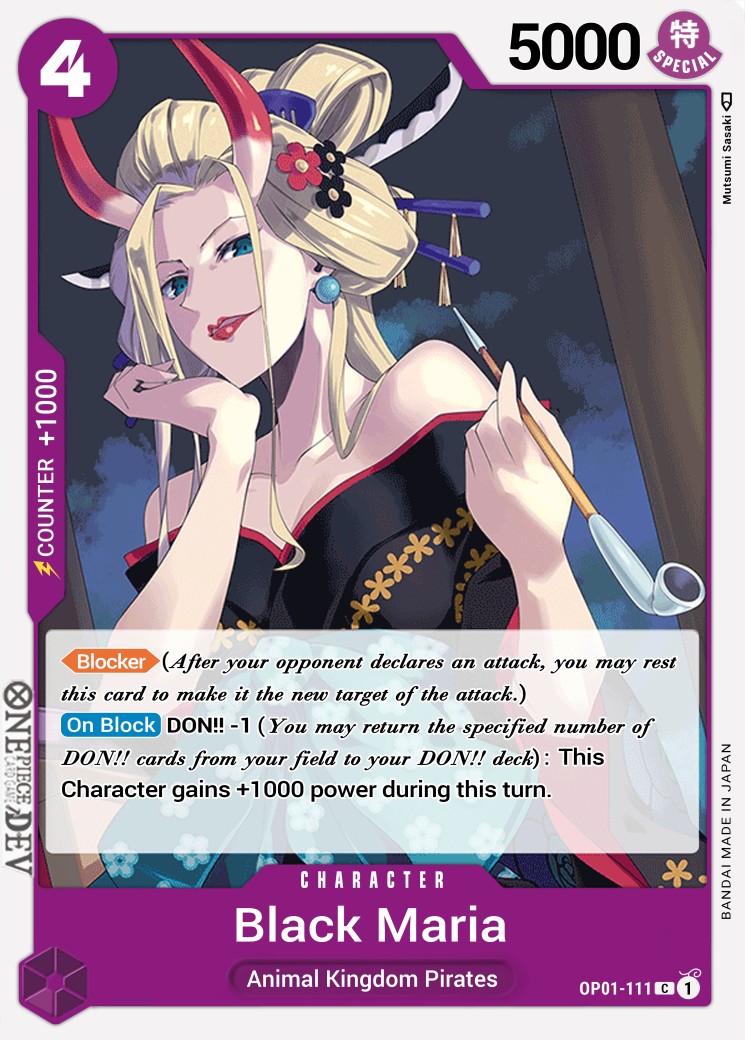 4
5000
特
SPECIAL
Mutsumi Sasaki
COUNTER +1000
Blocker (After your opponent declares an attack, you may rest
this card to make it the new target of the attack.)
On Block DON!! -1 (You may return the specified number of
DON!! cards from your field to your DON!! deck): This
Character gains +1000 power during this turn.
ONE PIECE DEV
CARD GAME
BANDAI MADE IN JAPAN
CHARACTER
Black Maria
Animal Kingdom Pirates
OP01-111 C 1